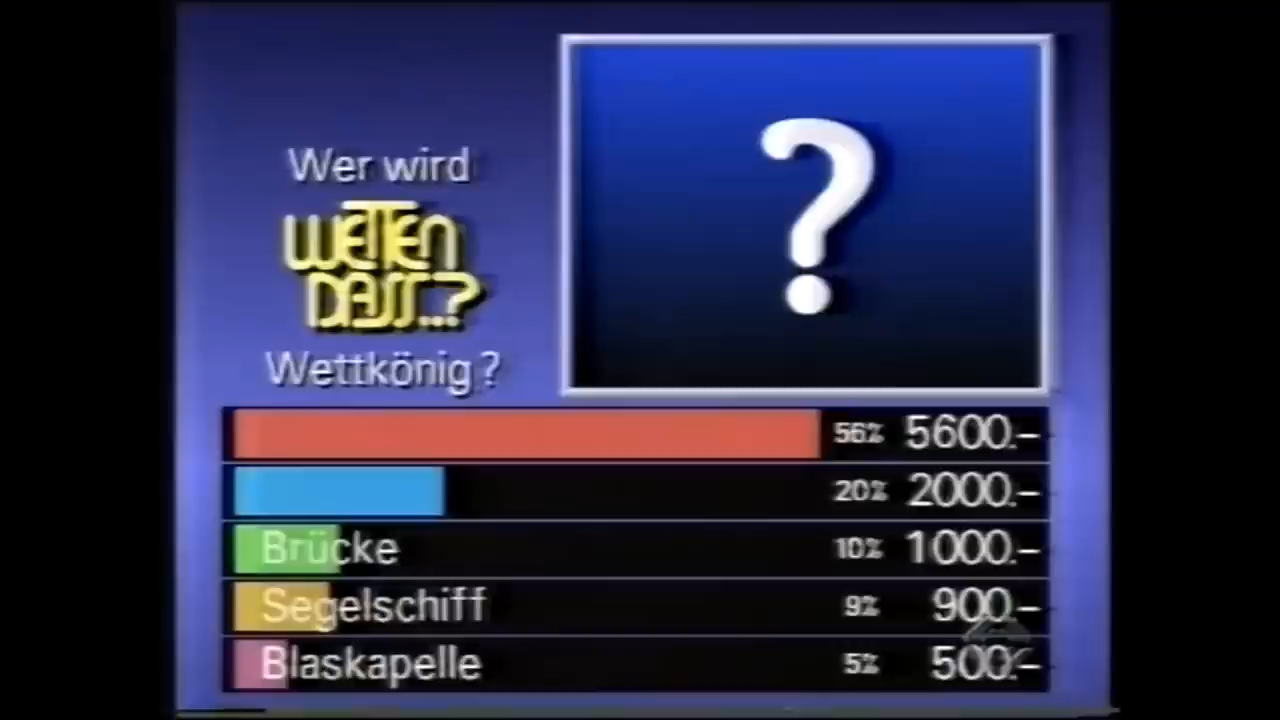 Wer wird
WETTEN
DASS..?
Wettkönig?
?
56% 5600.–
20% 2000.–
Brücke 10% 1000.–
Segelschiff 9% 900.–
Blaskapelle 5% 500.–